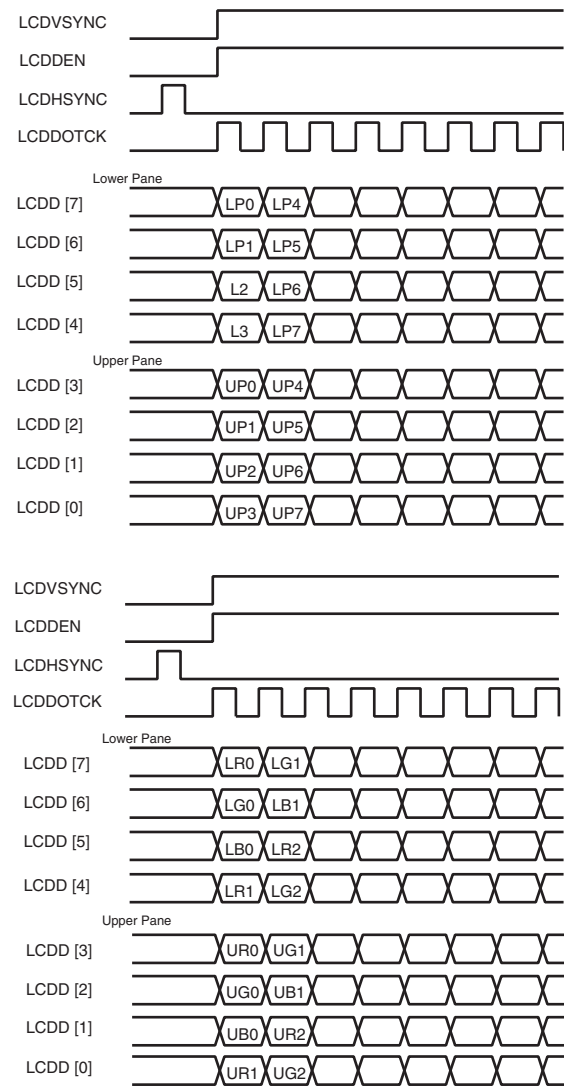 LCDVSYNC
LCDDEN
LCDHSYNC
LCDDOTCK
Lower Pane
LCDD [7] LP0 LP4
LCDD [6] LP1 LP5
LCDD [5] L2 LP6
LCDD [4] L3 LP7
Upper Pane
LCDD [3] UP0 UP4
LCDD [2] UP1 UP5
LCDD [1] UP2 UP6
LCDD [0] UP3 UP7
LCDVSYNC
LCDDEN
LCDHSYNC
LCDDOTCK
Lower Pane
LCDD [7] LR0 LG1
LCDD [6] LG0 LB1
LCDD [5] LB0 LR2
LCDD [4] LR1 LG2
Upper Pane
LCDD [3] UR0 UG1
LCDD [2] UG0 UB1
LCDD [1] UB0 UR2
LCDD [0] UR1 UG2